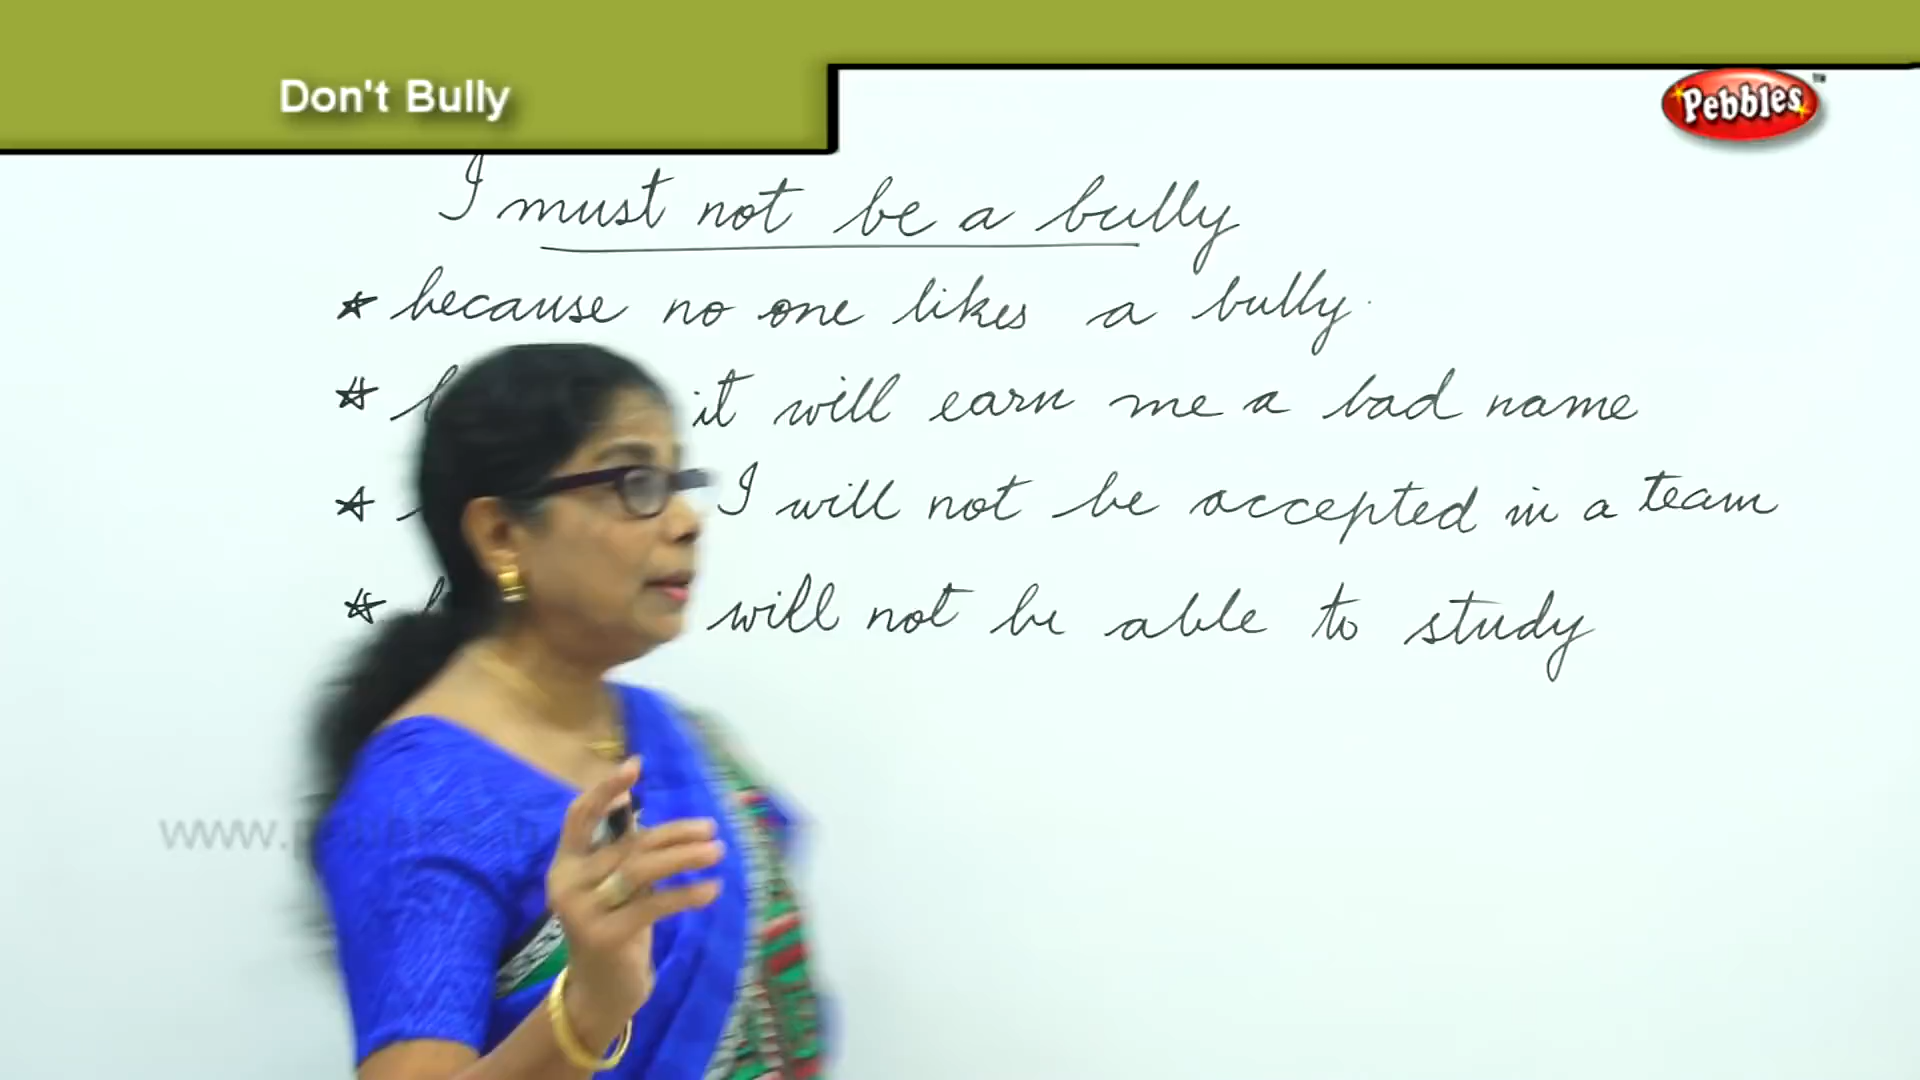 Don't Bully
Pebbles™
I must not be a bully
* because no one likes a bully.
* it will earn me a bad name
* I will not be accepted in a team
* will not be able to study
www.